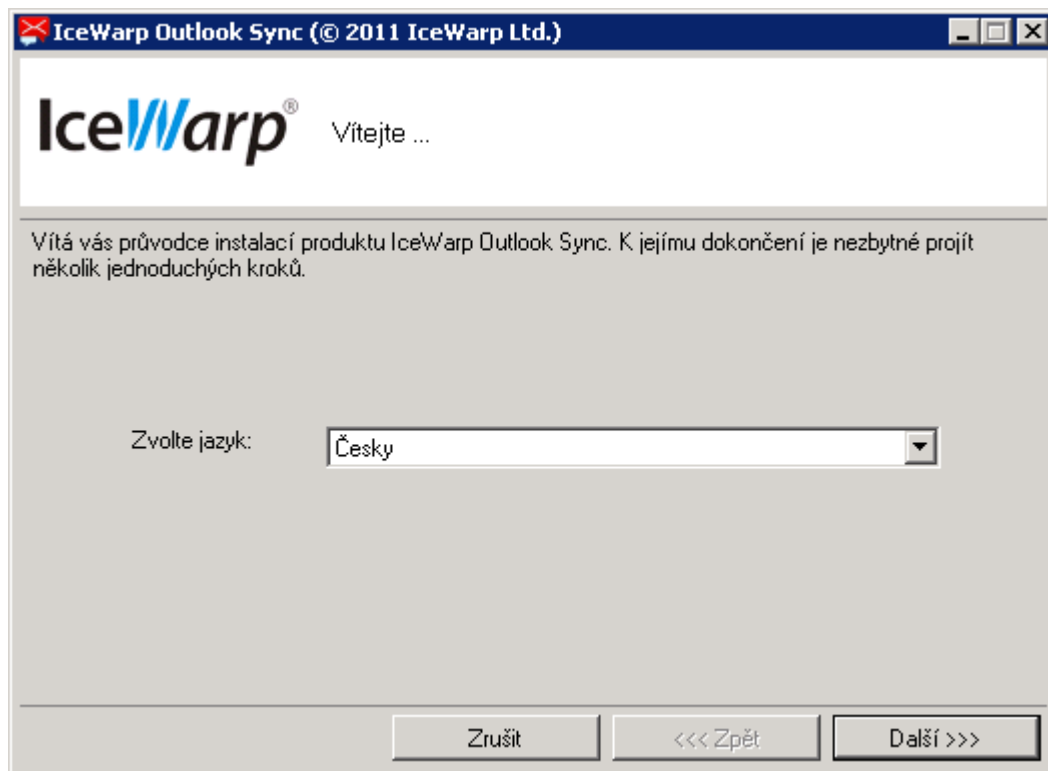 IceWarp Outlook Sync (© 2011 IceWarp Ltd.)
IceWarp® Vítejte ...
Vítá vás průvodce instalací produktu IceWarp Outlook Sync. K jejímu dokončení je nezbytné projít
několik jednoduchých kroků.
Zvolte jazyk: Česky
Zrušit <<< Zpět Další >>>